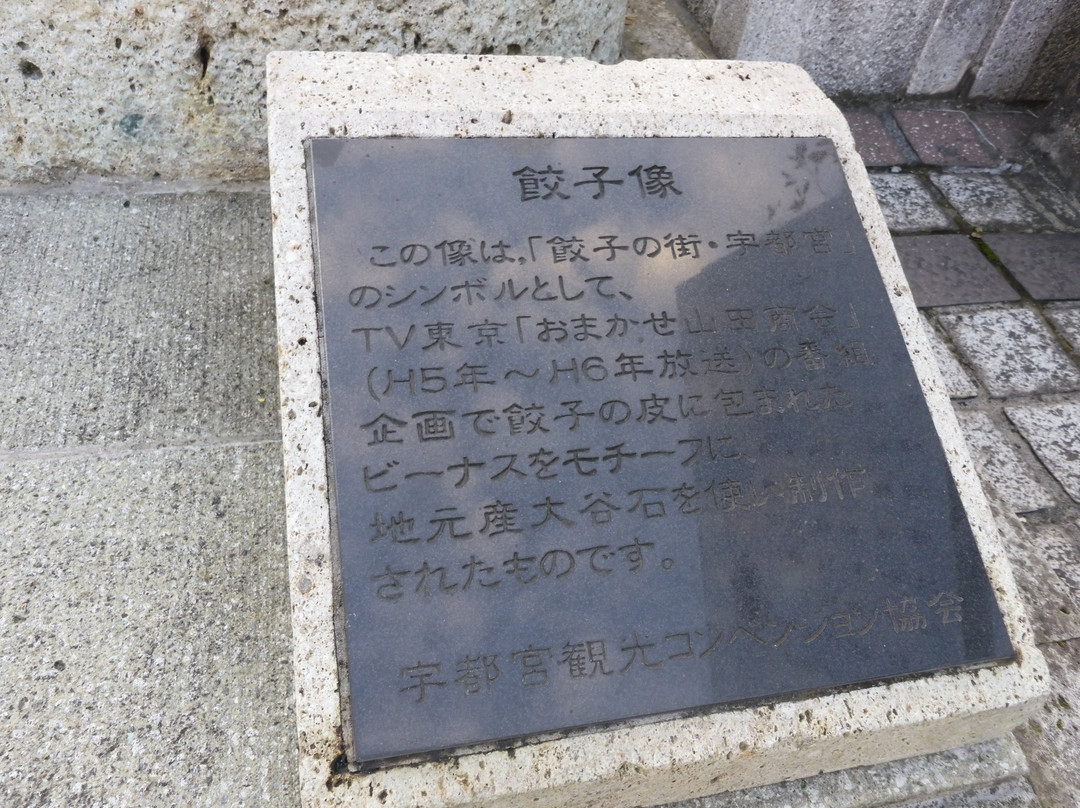 餃子像
この像は,「餃子の街・宇都宮」
のシンボルとして、
TV東京「おまかせ山田商会」
(H5年～H6年放送)の番組
企画で餃子の皮に包まれた
ビーナスをモチーフに、
地元産大谷石を使い制作
されたものです。
宇都宮観光コンベンション協会